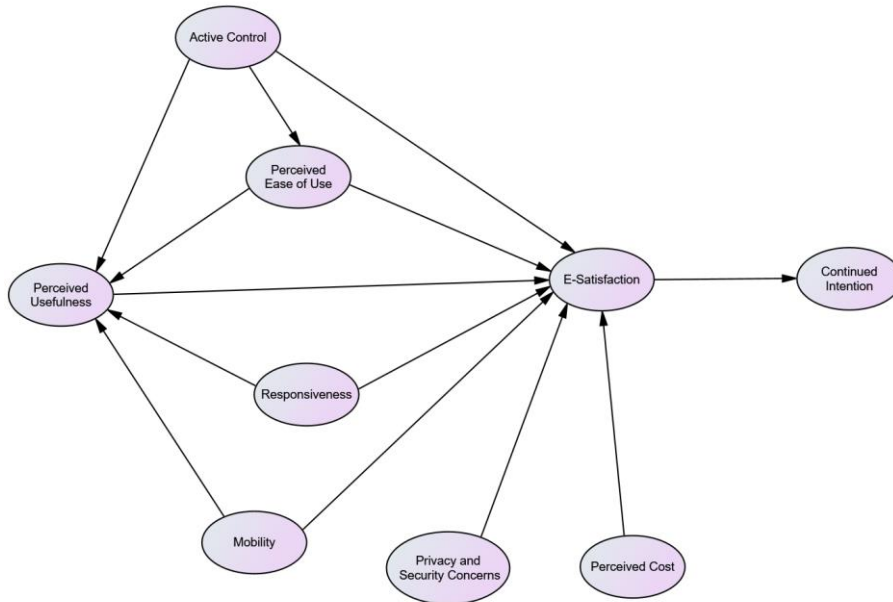 Active Control
Perceived
Ease of Use
Perceived
Usefulness
E-Satisfaction
Continued
Intention
Responsiveness
Mobility
Privacy and
Security Concerns
Perceived Cost